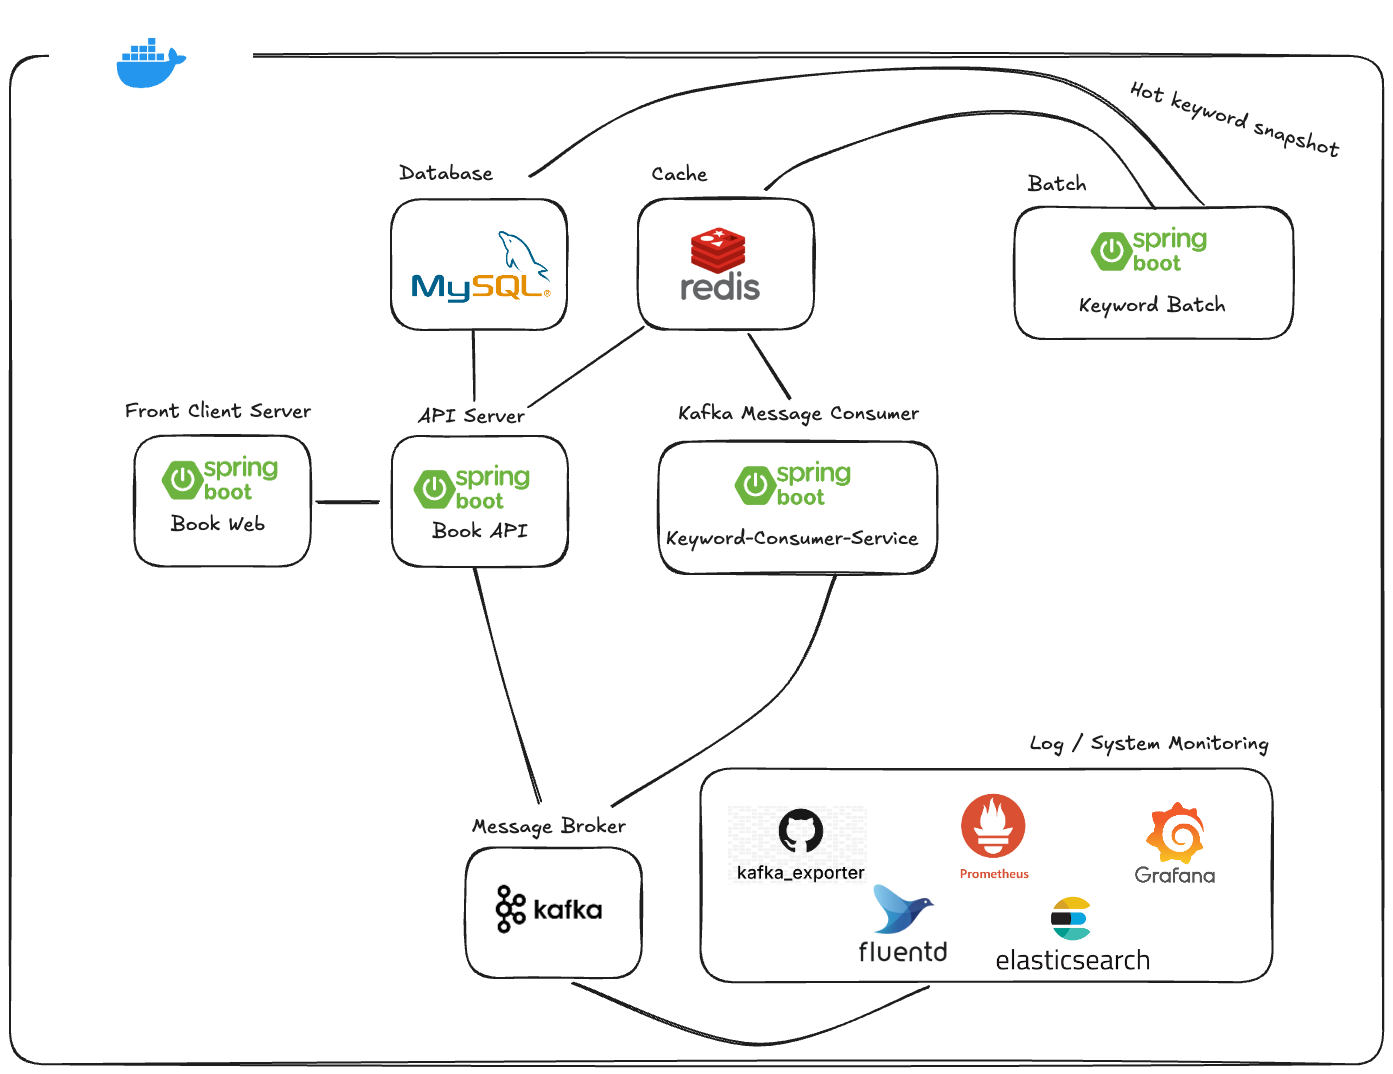 Hot keyword snapshot
Database
Cache
Batch
MySQL®
redis
spring
boot
Keyword Batch
Front Client Server
API Server
Kafka Message Consumer
spring
boot
Book Web
spring
boot
Book API
spring
boot
Keyword-Consumer-Service
Log / System Monitoring
Message Broker
kafka
kafka_exporter
Prometheus
Grafana
fluentd
elasticsearch